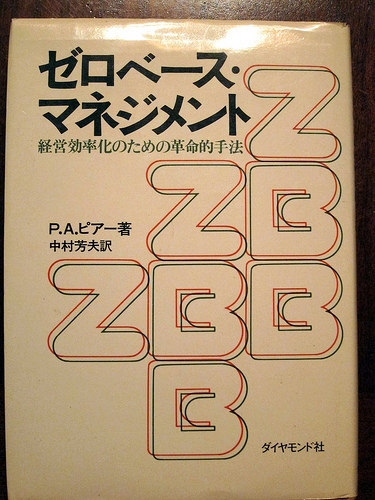 ゼロベース・
マネジメント
経営効率化のための革命的手法
P.A.ピアー著
中村芳夫訳
Z
ZB
ZBB
B
ダイヤモンド社